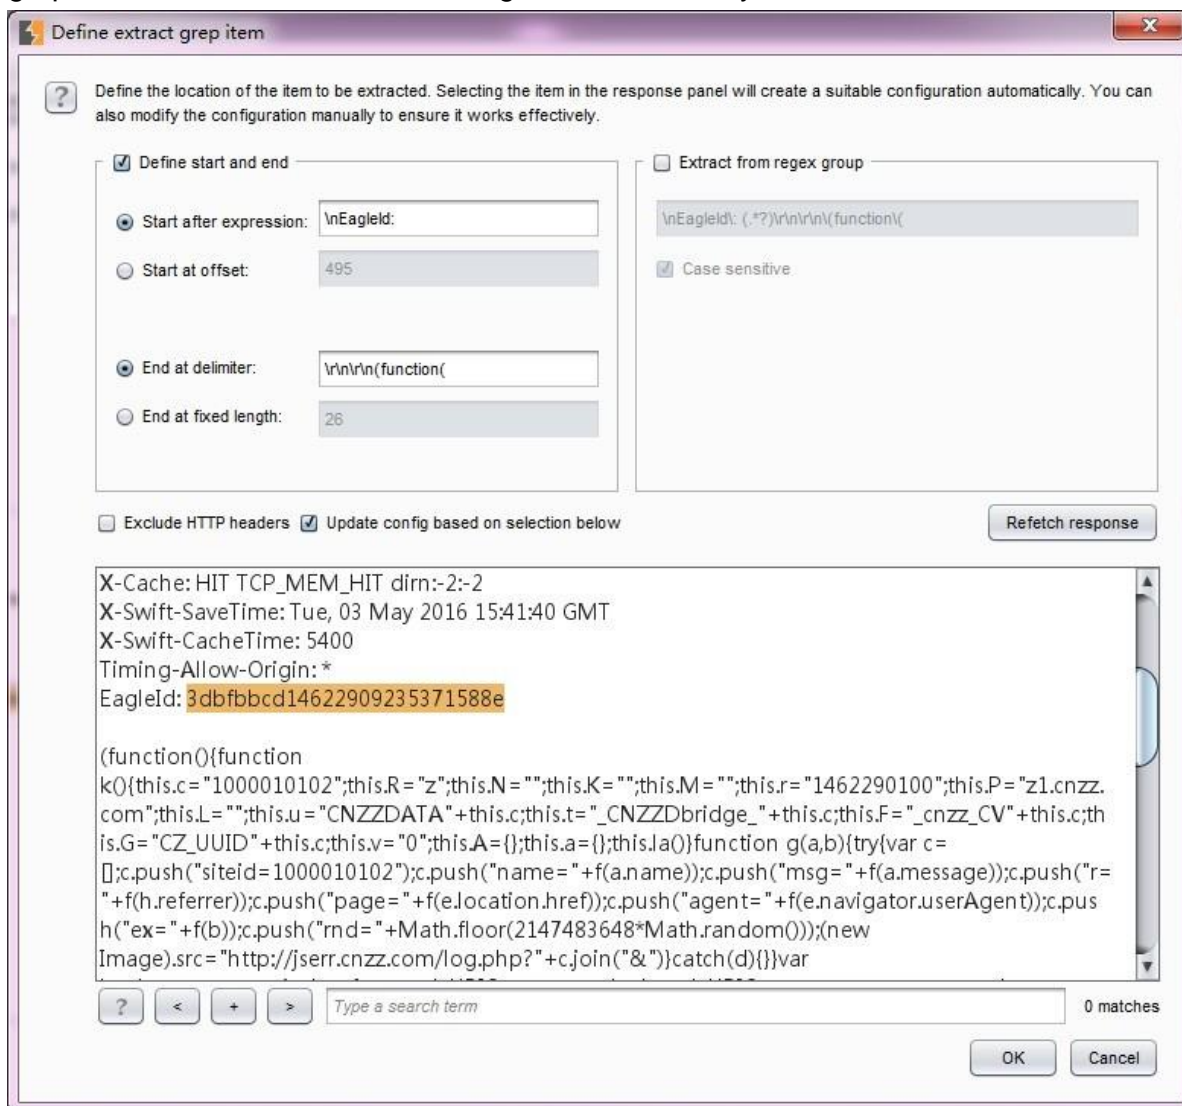 Define extract grep item
Define the location of the item to be extracted. Selecting the item in the response panel will create a suitable configuration automatically. You can
also modify the configuration manually to ensure it works effectively.
Define start and end
Start after expression: \nEagleId:
Start at offset: 495
End at delimiter: \r\n\r\n(function(
End at fixed length: 26
Extract from regex group
\nEagleId\: (.*?)\r\n\r\n\(function\(
Case sensitive
Exclude HTTP headers Update config based on selection below
Refetch response
X-Cache: HIT TCP_MEM_HIT dirn:-2:-2
X-Swift-SaveTime: Tue, 03 May 2016 15:41:40 GMT
X-Swift-CacheTime: 5400
Timing-Allow-Origin: *
EagleId: 3dbfbbcd14622909235371588e
(function(){function
k(){this.c="1000010102";this.R="z";this.N="";this.K="";this.M="";this.r="1462290100";this.P="z1.cnzz.
com";this.L="";this.u="CNZZDATA"+this.c;this.t="_CNZZDbridge_"+this.c;this.F="_cnzz_CV"+this.c;th
is.G="CZ_UUID"+this.c;this.v="0";this.A={};this.a={};this.la()}function g(a,b){try{var c=
[];c.push("siteid=1000010102");c.push("name="+f(a.name));c.push("msg="+f(a.message));c.push("r=
"+f(h.referrer));c.push("page="+f(e.location.href));c.push("agent="+f(e.navigator.userAgent));c.pus
h("ex="+f(b));c.push("rnd="+Math.floor(2147483648*Math.random()));(new
Image).src="http://jserr.cnzz.com/log.php?"+c.join("&")}catch(d){}}var
? < + > Type a search term 0 matches
OK Cancel